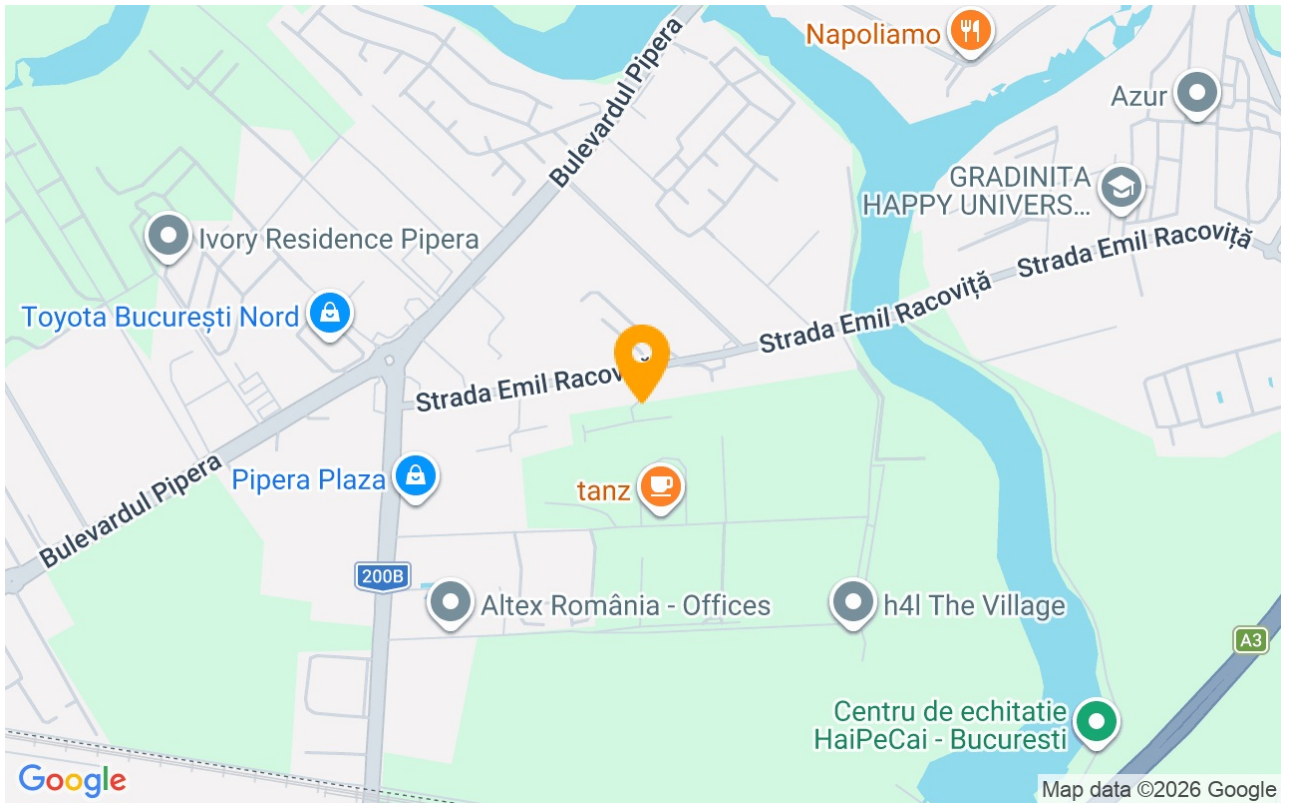 Napoliamo
Bulevardul Pipera
Azur
GRADINITA
HAPPY UNIVERS...
Ivory Residence Pipera
Strada Emil Racoviță
Strada Emil Racoviță
Toyota București Nord
Strada Emil Racov
Pipera Plaza
tanz
Bulevardul Pipera
200B
Altex România - Offices
h4l The Village
A3
Centru de echitatie
HaiPeCai - Bucuresti
Google
Map data ©2026 Google